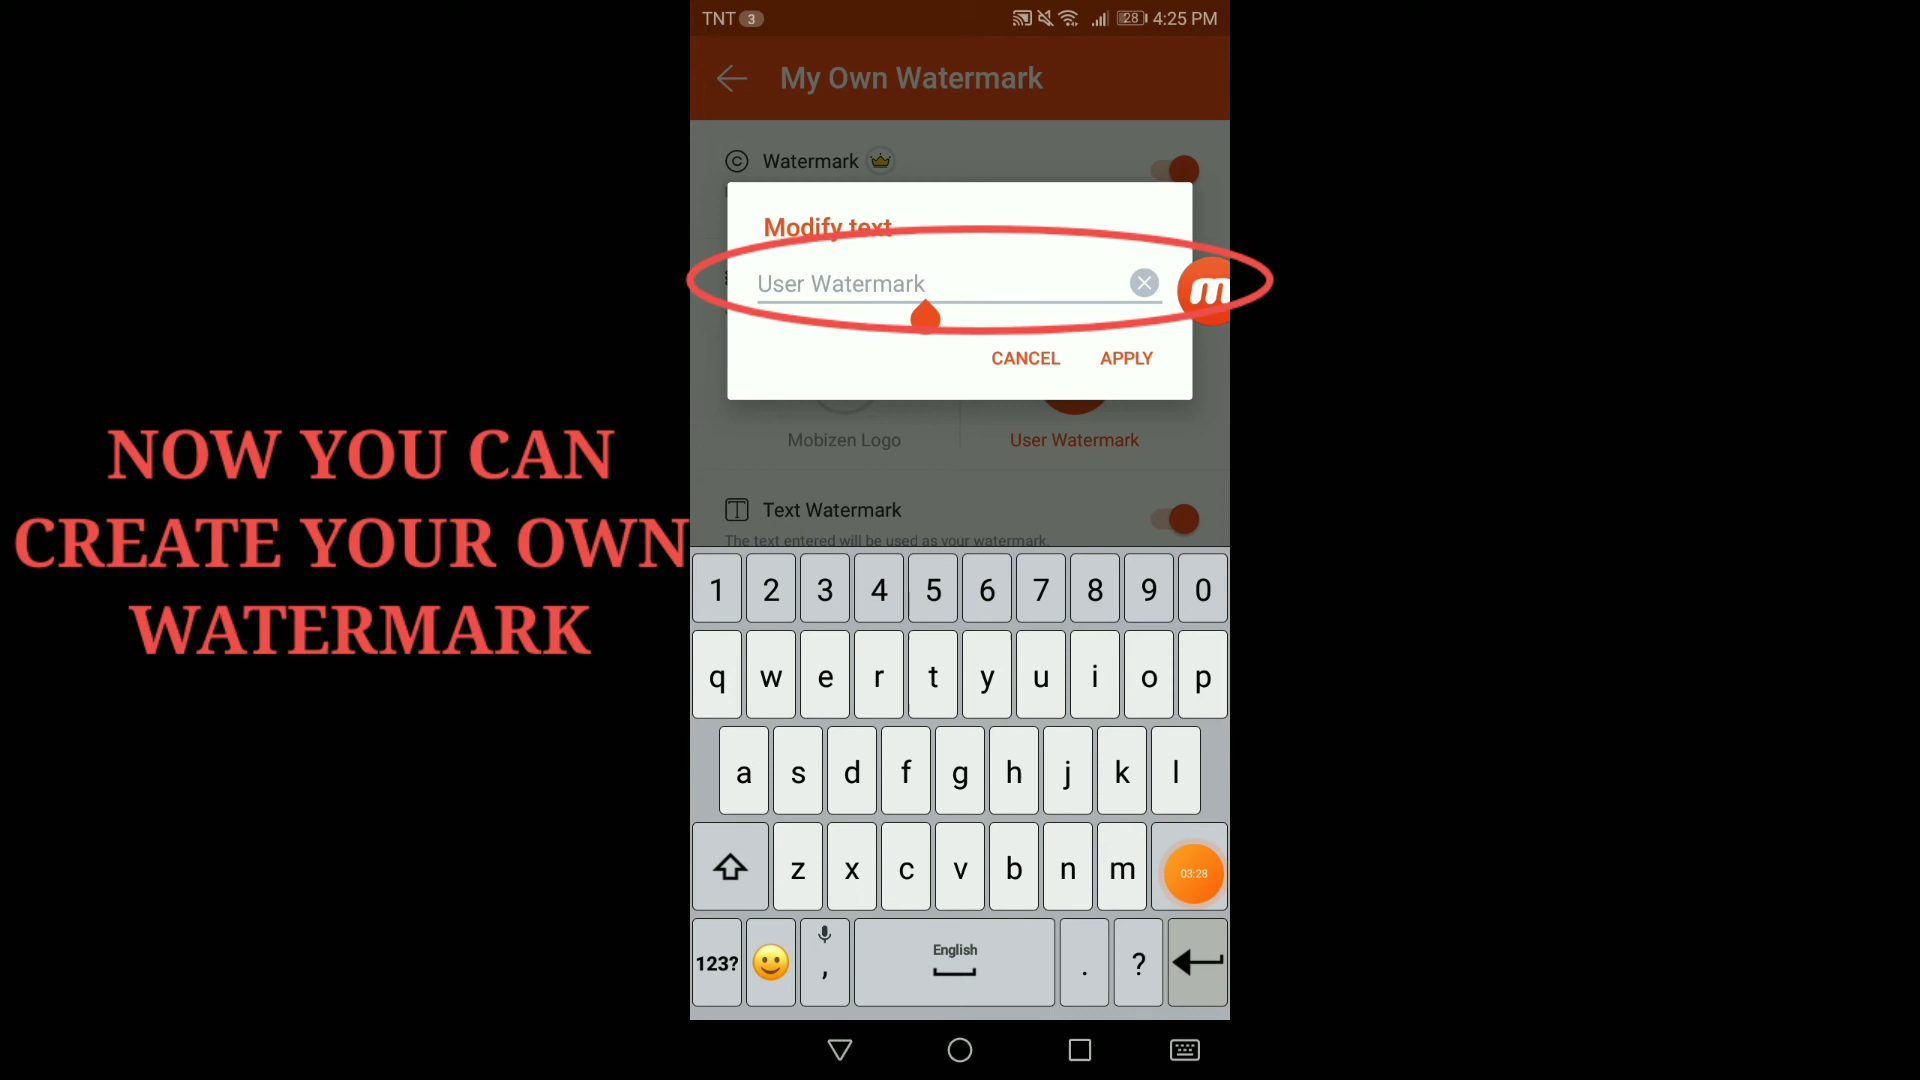 TNT 3
28 4:25 PM
My Own Watermark
Watermark
Modify text
User Watermark
m
CANCEL APPLY
Mobizen Logo
User Watermark
Text Watermark
The text entered will be used as your watermark.
NOW YOU CAN
CREATE YOUR OWN
WATERMARK
1 2 3 4 5 6 7 8 9 0
q w e r t y u i o p
a s d f g h j k l
z x c v b n m
03:28
123? , English . ?